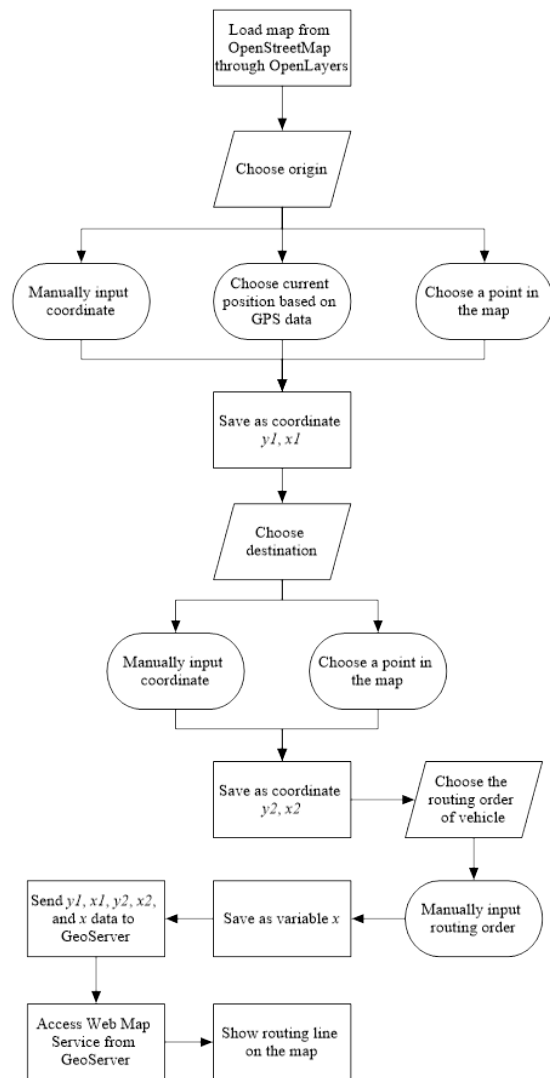 Load map from
OpenStreetMap
through OpenLayers
Choose origin
Manually input
coordinate
Choose current
position based on
GPS data
Choose a point in
the map
Save as coordinate
y1, x1
Choose
destination
Manually input
coordinate
Choose a point in
the map
Save as coordinate
y2, x2
Choose the
routing order
of vehicle
Manually input
routing order
Save as variable x
Send y1, x1, y2, x2,
and x data to
GeoServer
Access Web Map
Service from
GeoServer
Show routing line
on the map